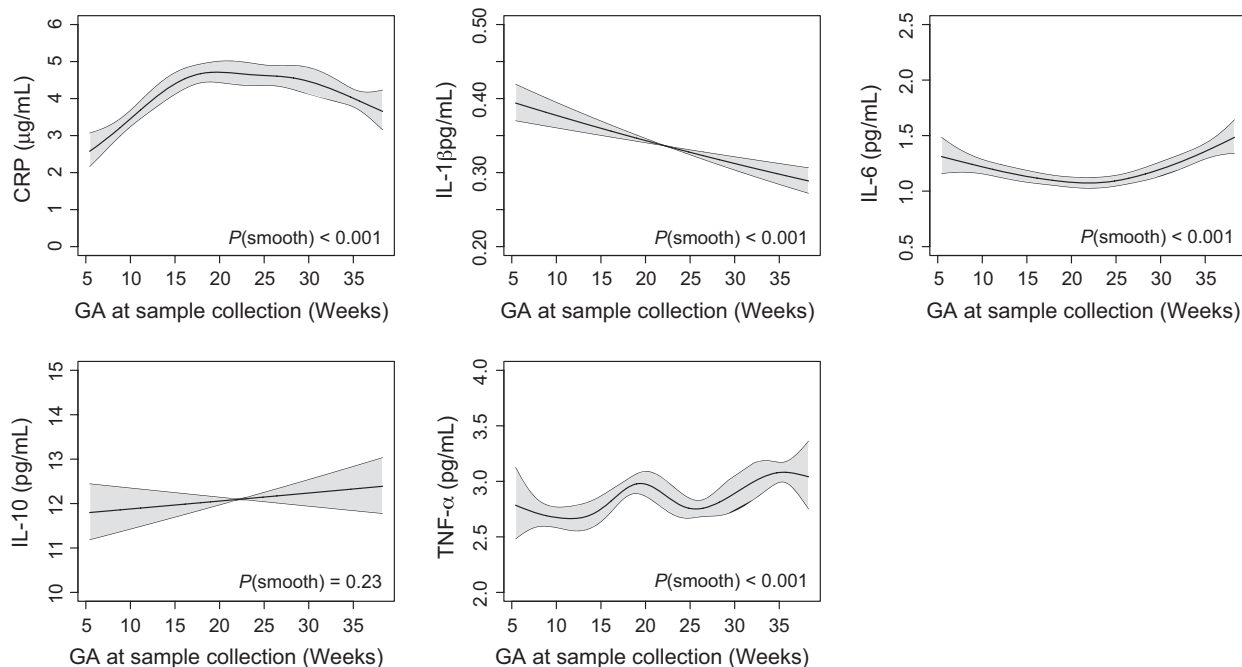 CRP (μg/mL)
0 1 2 3 4 5 6
P(smooth) < 0.001
5 10 15 20 25 30 35
GA at sample collection (Weeks)
IL-1βpg/mL)
0.20 0.30 0.40 0.50
P(smooth) < 0.001
5 10 15 20 25 30 35
GA at sample collection (Weeks)
IL-6 (pg/mL)
0.5 1.0 1.5 2.0 2.5
P(smooth) < 0.001
5 10 15 20 25 30 35
GA at sample collection (Weeks)
IL-10 (pg/mL)
10 11 12 13 14 15
P(smooth) = 0.23
5 10 15 20 25 30 35
GA at sample collection (Weeks)
TNF-α (pg/mL)
2.0 2.5 3.0 3.5 4.0
P(smooth) < 0.001
5 10 15 20 25 30 35
GA at sample collection (Weeks)